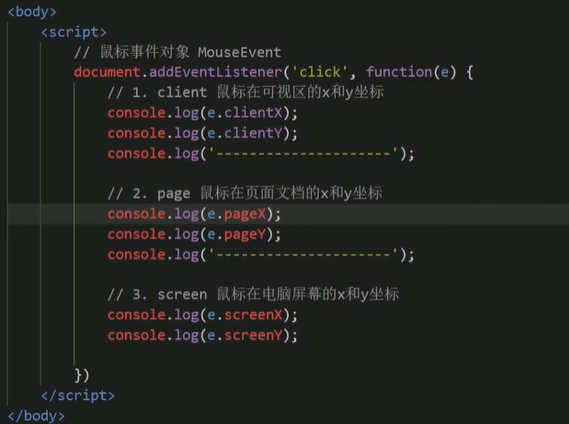 <body>
<script>
// 鼠标事件对象 MouseEvent
document.addEventListener('click', function(e) {
// 1. client 鼠标在可视区的x和y坐标
console.log(e.clientX);
console.log(e.clientY);
console.log('---------------------');
// 2. page 鼠标在页面文档的x和y坐标
console.log(e.pageX);
console.log(e.pageY);
console.log('---------------------');
// 3. screen 鼠标在电脑屏幕的x和y坐标
console.log(e.screenX);
console.log(e.screenY);
})
</script>
</body>